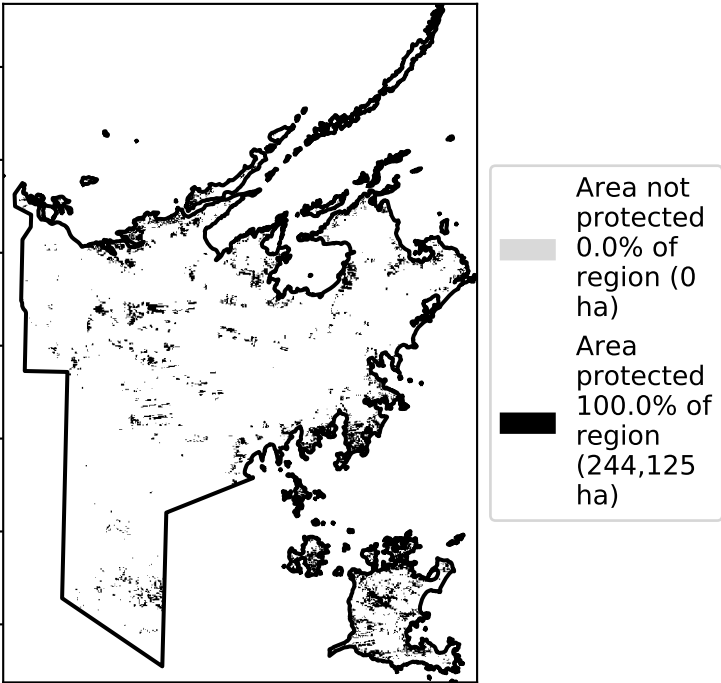 Area not
protected
0.0% of
region (0
ha)
Area
protected
100.0% of
region
(244,125
ha)